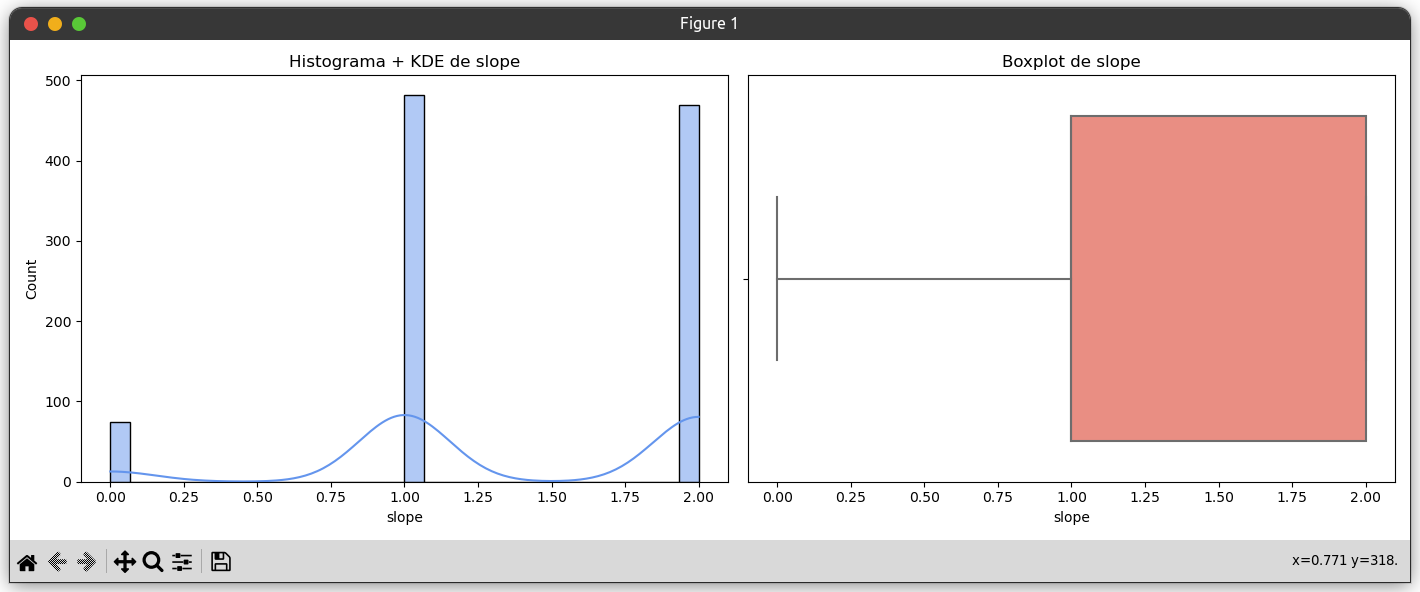 Figure 1
Histograma + KDE de slope
500
400
300
200
100
0
Count
0.00 0.25 0.50 0.75 1.00 1.25 1.50 1.75 2.00
slope
Boxplot de slope
0.00 0.25 0.50 0.75 1.00 1.25 1.50 1.75 2.00
slope
x=0.771 y=318.